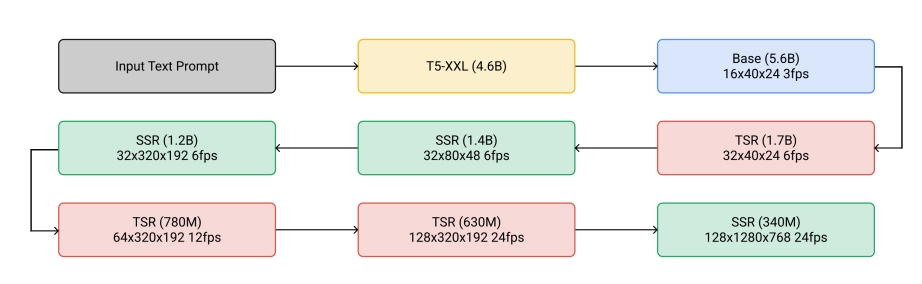 Input Text Prompt
T5-XXL (4.6B)
Base (5.6B)
16x40x24 3fps
TSR (1.7B)
32x40x24 6fps
SSR (1.4B)
32x80x48 6fps
SSR (1.2B)
32x320x192 6fps
TSR (780M)
64x320x192 12fps
TSR (630M)
128x320x192 24fps
SSR (340M)
128x1280x768 24fps